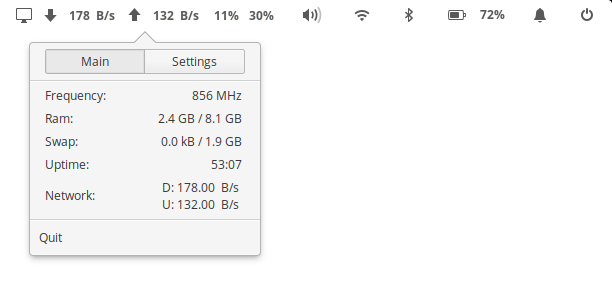 178 B/s 132 B/s 11% 30% 72%
Main Settings
Frequency: 856 MHz
Ram: 2.4 GB / 8.1 GB
Swap: 0.0 kB / 1.9 GB
Uptime: 53:07
Network: D: 178.00 B/s
U: 132.00 B/s
Quit